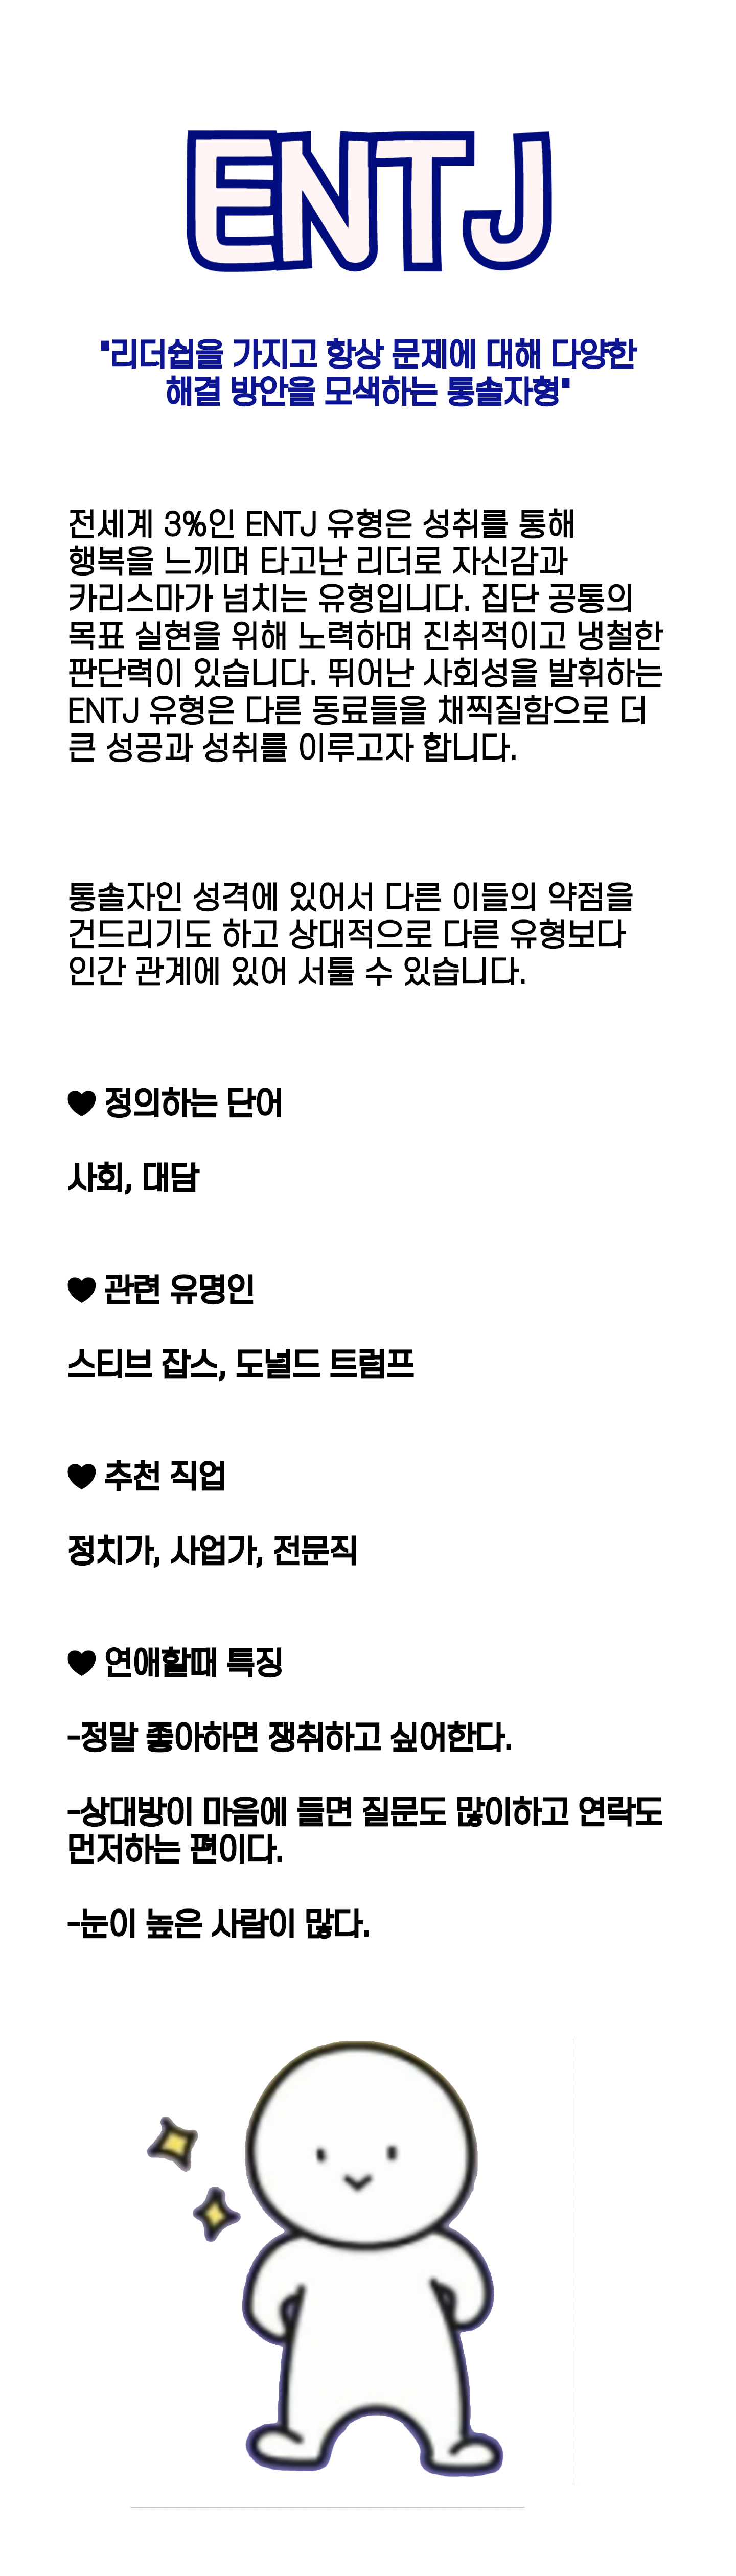 ENTJ
"리더쉽을 가지고 항상 문제에 대해 다양한
해결 방안을 모색하는 통솔자형"
전세계 3%인 ENTJ 유형은 성취를 통해
행복을 느끼며 타고난 리더로 자신감과
카리스마가 넘치는 유형입니다. 집단 공통의
목표 실현을 위해 노력하며 진취적이고 냉철한
판단력이 있습니다. 뛰어난 사회성을 발휘하는
ENTJ 유형은 다른 동료들을 채찍질함으로 더
큰 성공과 성취를 이루고자 합니다.
통솔자인 성격에 있어서 다른 이들의 약점을
건드리기도 하고 상대적으로 다른 유형보다
인간 관계에 있어 서툴 수 있습니다.
♥ 정의하는 단어
사회, 대담
♥ 관련 유명인
스티브 잡스, 도널드 트럼프
♥ 추천 직업
정치가, 사업가, 전문직
♥ 연애할때 특징
-정말 좋아하면 쟁취하고 싶어한다.
-상대방이 마음에 들면 질문도 많이하고 연락도
먼저하는 편이다.
-눈이 높은 사람이 많다.